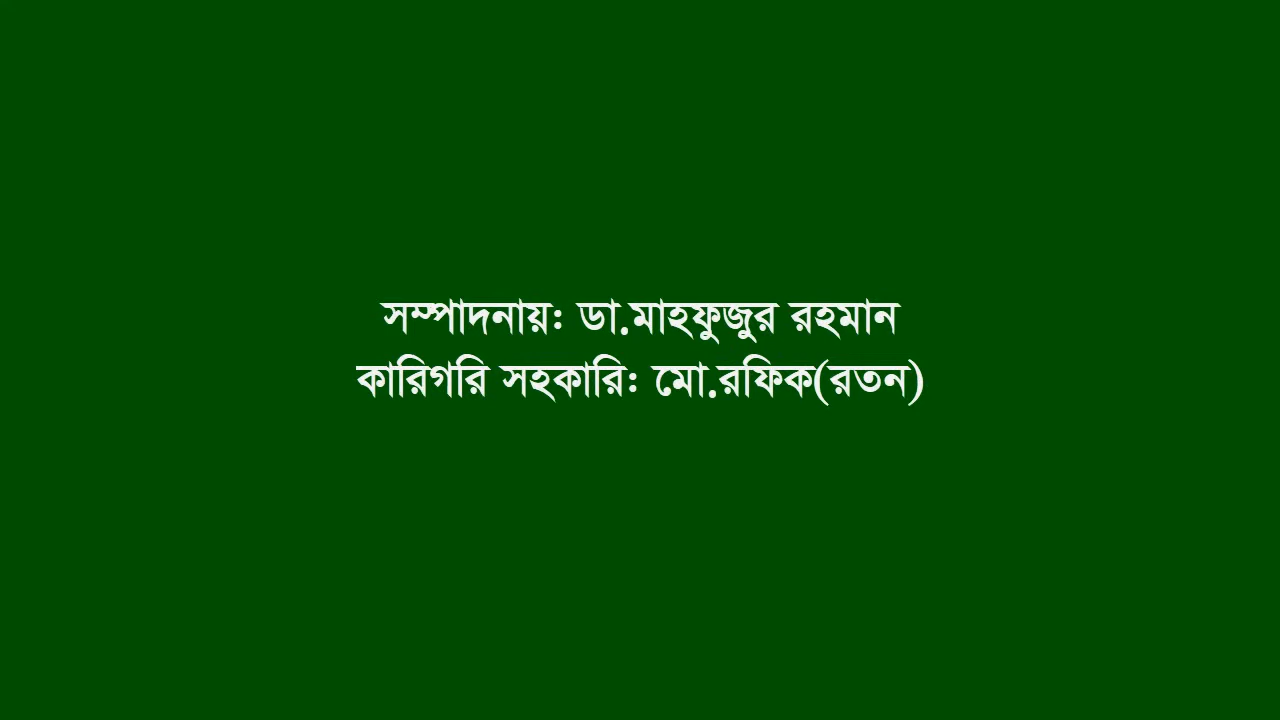 সম্পাদনায়: ডা.মাহফুজুর রহমান
কারিগরি সহকারি: মো.রফিক(রতন)